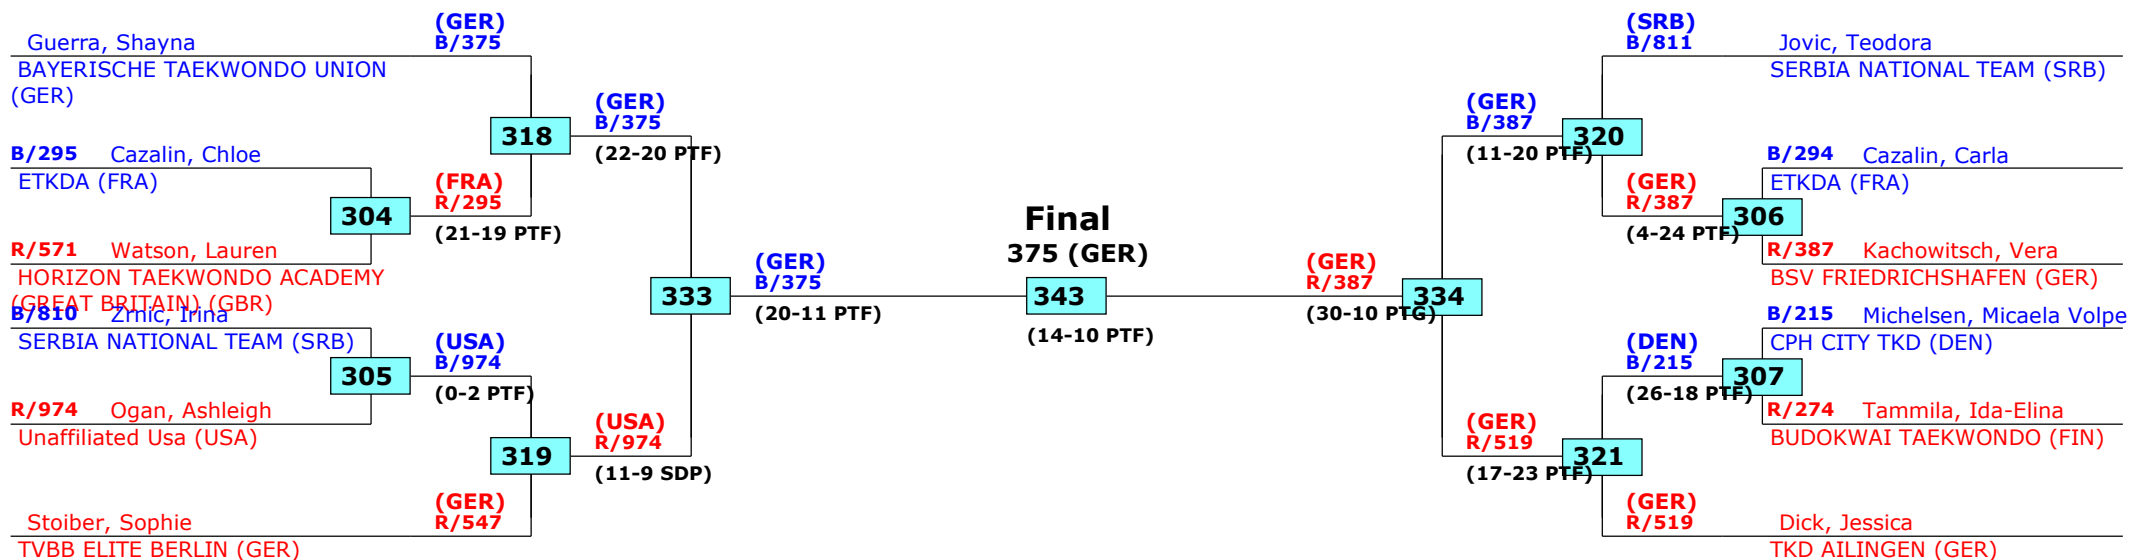 Guerra, Shayna
(GER)
B/375
BAYERISCHE TAEKWONDO UNION
(GER)
B/295 Cazalin, Chloe
ETKDA (FRA)
304
R/571 Watson, Lauren
HORIZON TAEKWONDO ACADEMY
(GREAT BRITAIN) (GBR)
(FRA)
R/295
(21-19 PTF)
318
(GER)
B/375
(22-20 PTF)
B/810 Zrnic, Irina
SERBIA NATIONAL TEAM (SRB)
305
R/974 Ogan, Ashleigh
Unaffiliated Usa (USA)
(USA)
B/974
(0-2 PTF)
319
(USA)
R/974
(11-9 SDP)
Stoiber, Sophie
(GER)
R/547
TVBB ELITE BERLIN (GER)
333
(GER)
B/375
(20-11 PTF)
Final
375 (GER)
343
(14-10 PTF)
(GER)
R/387
(30-10 PTG)
334
(GER)
B/387
(11-20 PTF)
320
(SRB)
B/811
Jovic, Teodora
SERBIA NATIONAL TEAM (SRB)
(GER)
R/387
(4-24 PTF)
306
B/294 Cazalin, Carla
ETKDA (FRA)
R/387 Kachowitsch, Vera
BSV FRIEDRICHSHAFEN (GER)
B/215 Michelsen, Micaela Volpe
CPH CITY TKD (DEN)
(DEN)
B/215
(26-18 PTF)
307
R/274 Tammila, Ida-Elina
BUDOKWAI TAEKWONDO (FIN)
(GER)
R/519
(17-23 PTF)
321
(GER)
R/519
Dick, Jessica
TKD AILINGEN (GER)